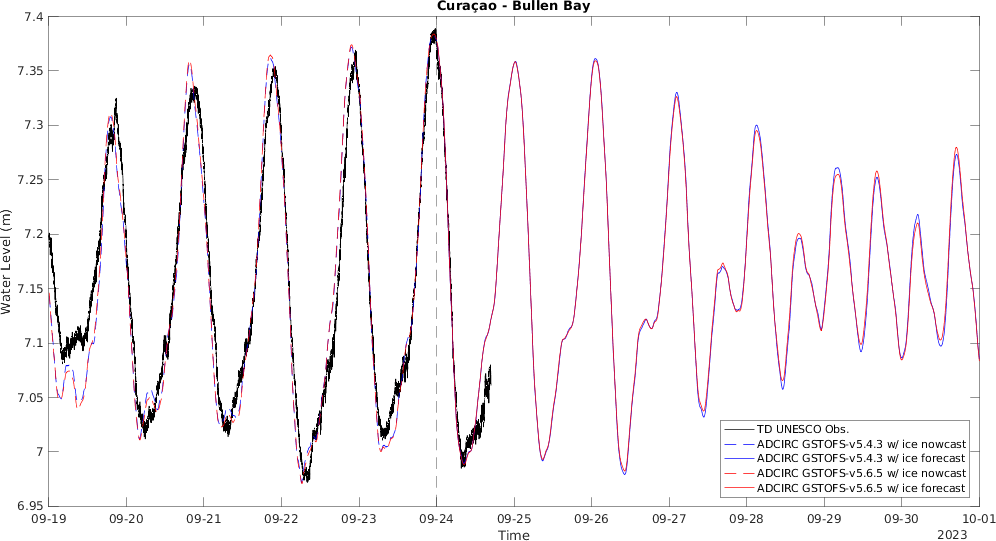 Curaçao - Bullen Bay
7.4
7.35
7.3
7.25
7.2
7.15
7.1
7.05
7
6.95
Water Level (m)
TD UNESCO Obs.
ADCIRC GSTOFS-v5.4.3 w/ ice nowcast
ADCIRC GSTOFS-v5.4.3 w/ ice forecast
ADCIRC GSTOFS-v5.6.5 w/ ice nowcast
ADCIRC GSTOFS-v5.6.5 w/ ice forecast
09-19 09-20 09-21 09-22 09-23 09-24 09-25 09-26 09-27 09-28 09-29 09-30 10-01
Time
2023